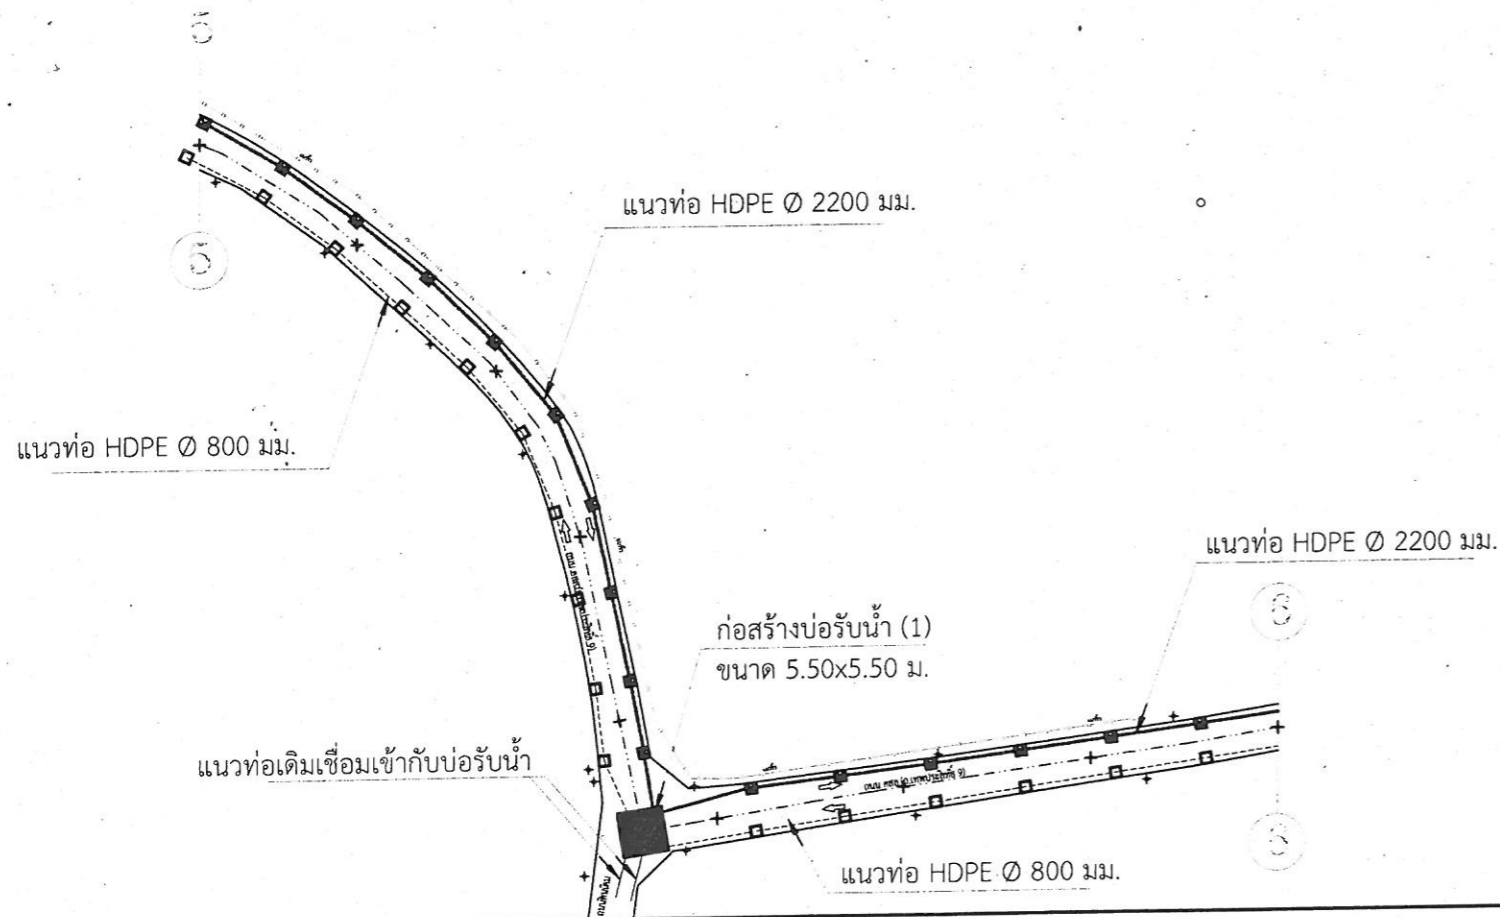 แนวท่อ HDPE Ø 2200 มม.
5
แนวท่อ HDPE Ø 800 มม.
แนวท่อ HDPE Ø 2200 มม.
6
ก่อสร้างบ่อรับน้ำ (1)
ขนาด 5.50x5.50 ม.
แนวท่อเดิมเชื่อมเข้ากับบ่อรับน้ำ
6
แนวท่อ HDPE Ø 800 มม.